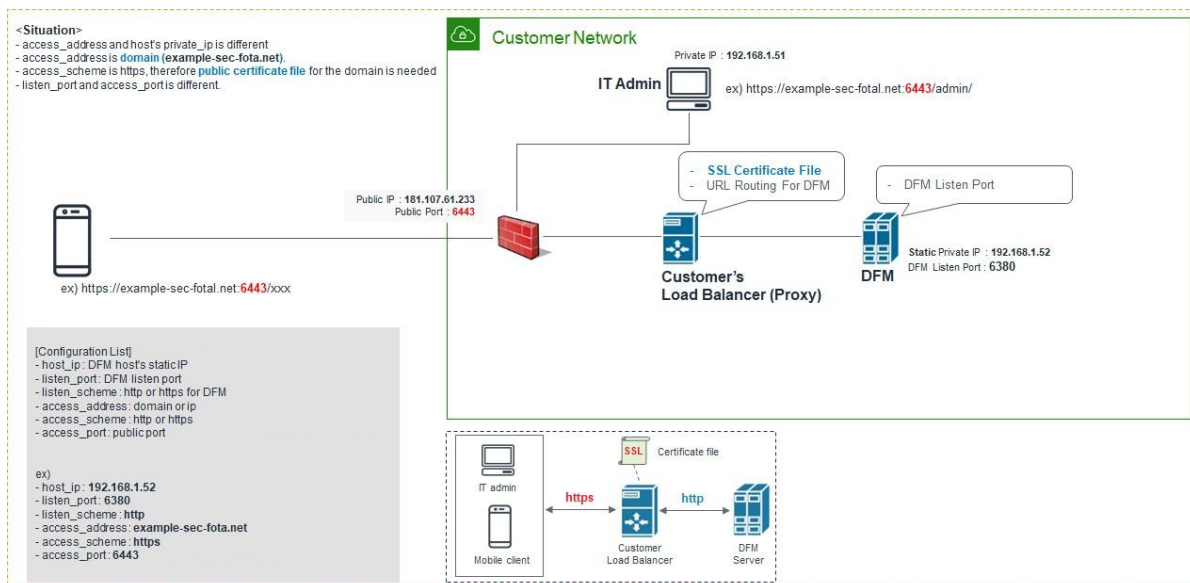 <Situation>
- access_address and host's private_ip is different
- access_address is domain (example-sec-fota.net).
- access_scheme is https, therefore public certificate file for the domain is needed
- listen_port and access_port is different.
Customer Network
Private IP : 192.168.1.51
IT Admin
ex) https://example-sec-fotal.net:6443/admin/
- SSL Certificate File
- URL Routing For DFM
- DFM Listen Port
Public IP : 181.107.61.233
Public Port : 6443
Static Private IP : 192.168.1.52
DFM Listen Port : 6380
Customer's
Load Balancer (Proxy)
DFM
ex) https://example-sec-fotal.net:6443/xxx
[Configuration List]
- host_ip : DFM host's static IP
- listen_port : DFM listen port
- listen_scheme : http or https for DFM
- access_address: domain or ip
- access_scheme : http or https
- access_port : public port
ex)
- host_ip : 192.168.1.52
- listen_port : 6380
- listen_scheme : http
- access_address : example-sec-fota.net
- access_scheme : https
- access_port : 6443
SSL
Certificate file
IT admin
https
http
Mobile client
Customer
Load Balancer
DFM
Server